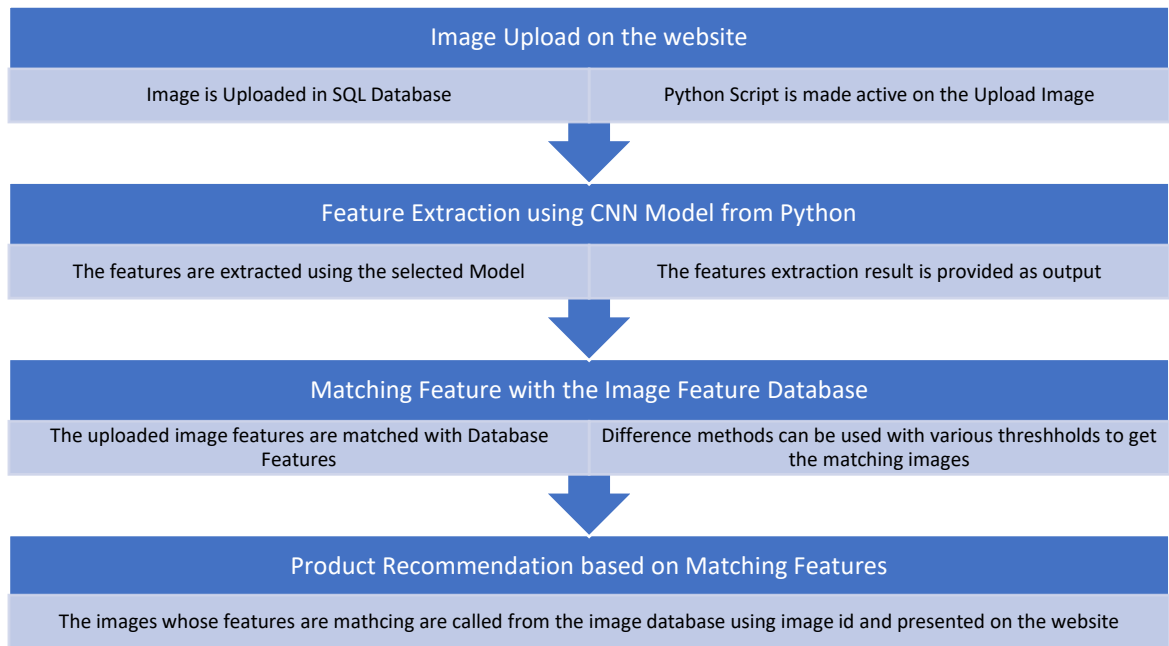 Image Upload on the website
Image is Uploaded in SQL Database
Python Script is made active on the Upload Image
Feature Extraction using CNN Model from Python
The features are extracted using the selected Model
The features extraction result is provided as output
Matching Feature with the Image Feature Database
The uploaded image features are matched with Database
Features
Difference methods can be used with various threshholds to get
the matching images
Product Recommendation based on Matching Features
The images whose features are mathcing are called from the image database using image id and presented on the website